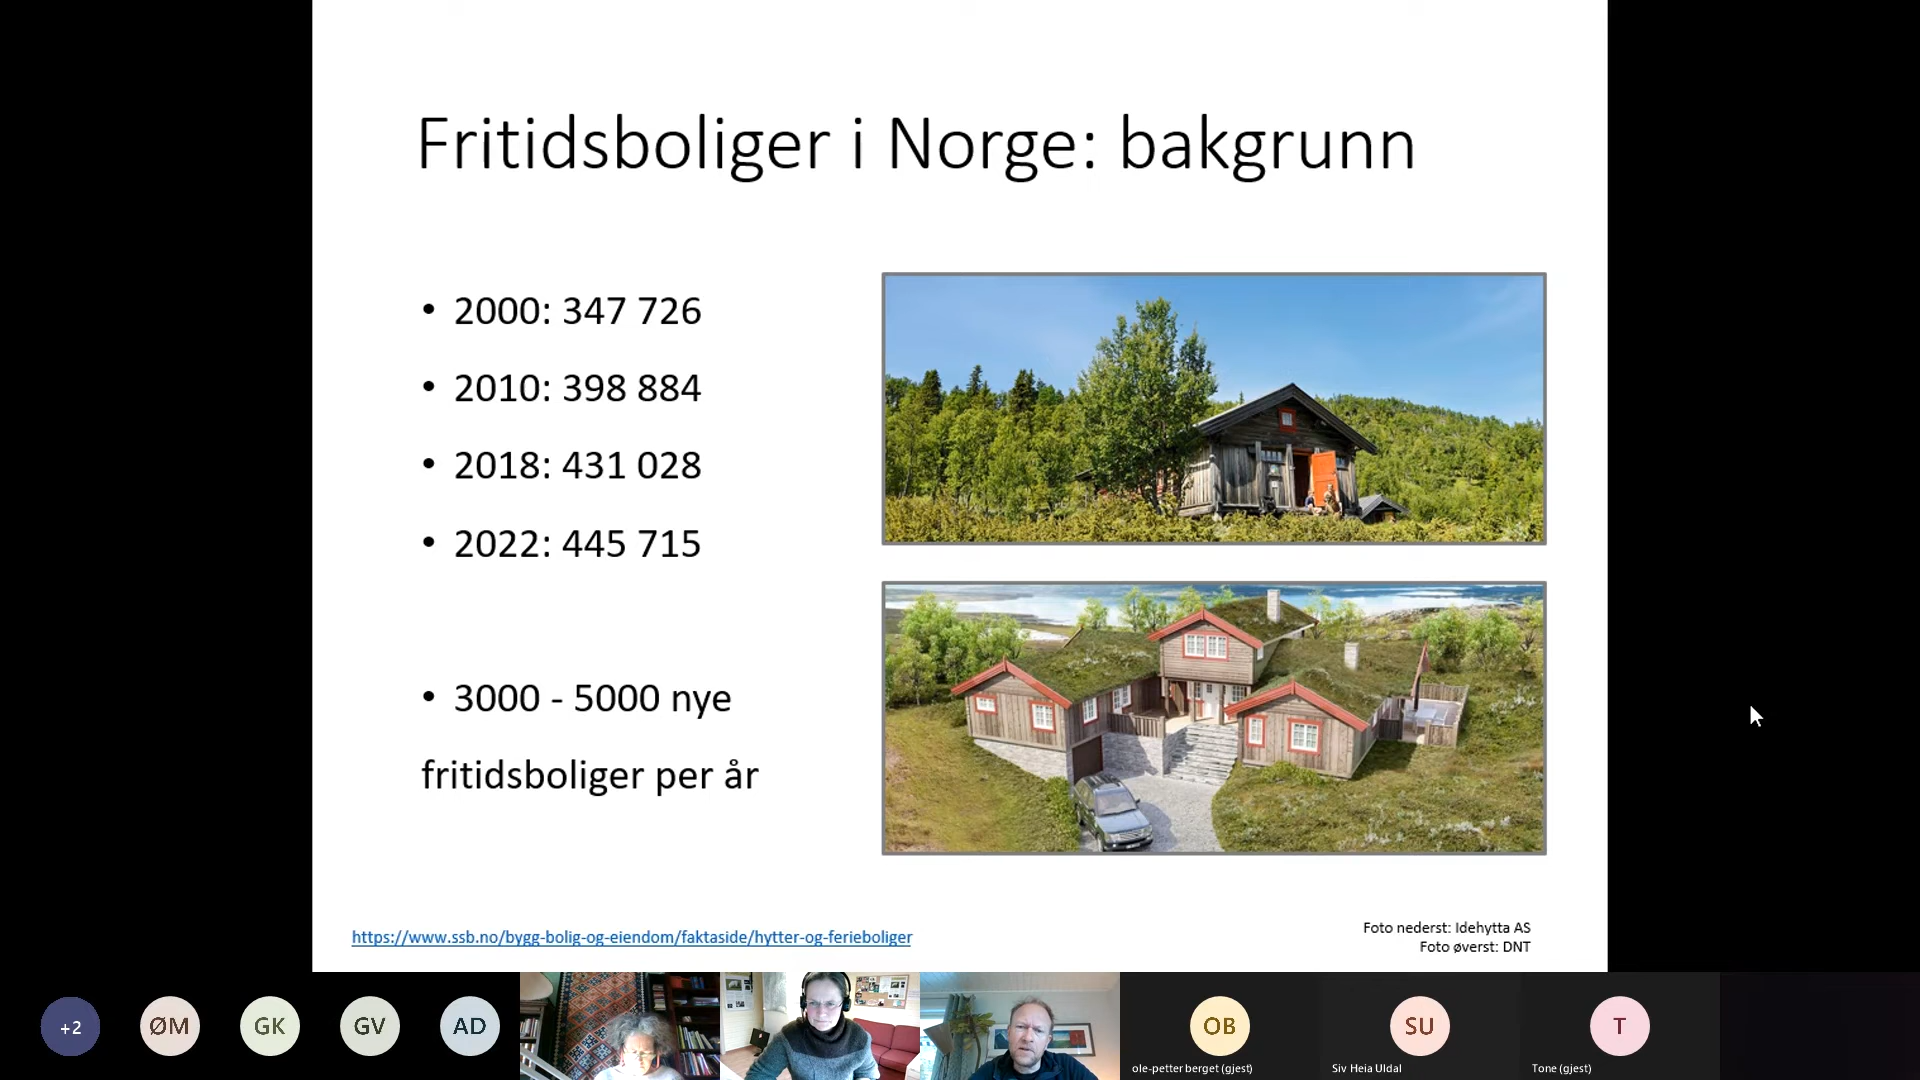 Fritidsboliger i Norge: bakgrunn
• 2000: 347 726
• 2010: 398 884
• 2018: 431 028
• 2022: 445 715
• 3000 - 5000 nye
fritidsboliger per år
https://www.ssb.no/bygg-bolig-og-eiendom/faktaside/hytter-og-ferieboliger
Foto nederst: Idehytta AS
Foto øverst: DNT
+2
ØM
GK
GV
AD
OB
SU
T
ole-petter berget (gjest)
Siv Heia Uldal
Tone (gjest)